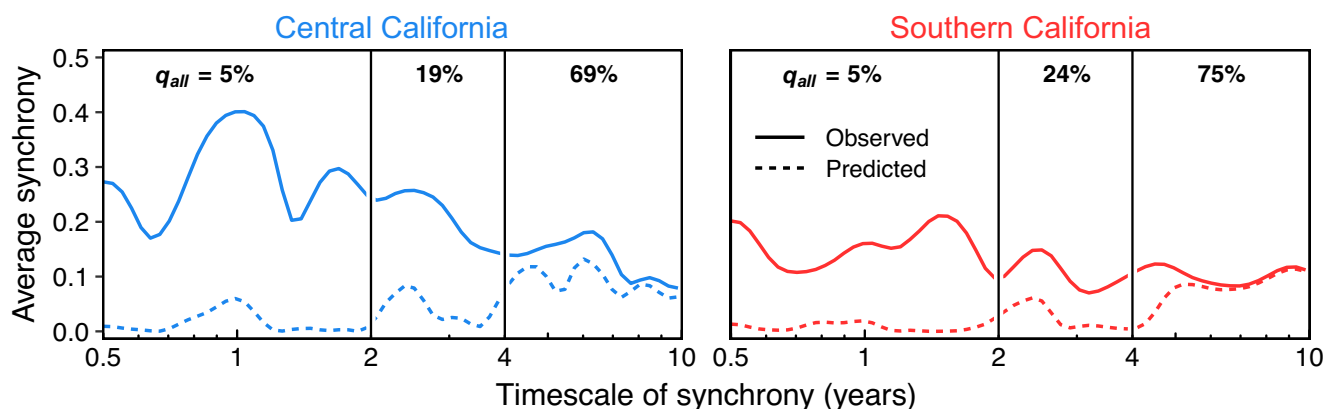 Central California
Southern California
Average synchrony
0.5
0.4
0.3
0.2
0.1
0.0
q_all = 5%
19%
69%
q_all = 5%
24%
75%
Observed
Predicted
0.5 1 2 4 10
0.5 1 2 4 10
Timescale of synchrony (years)